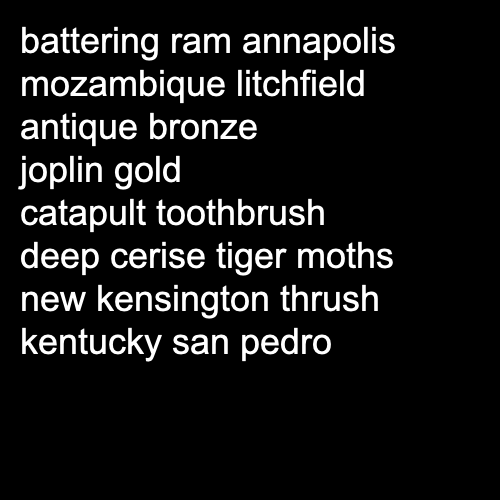 battering ram annapolis
mozambique litchfield
antique bronze
joplin gold
catapult toothbrush
deep cerise tiger moths
new kensington thrush
kentucky san pedro